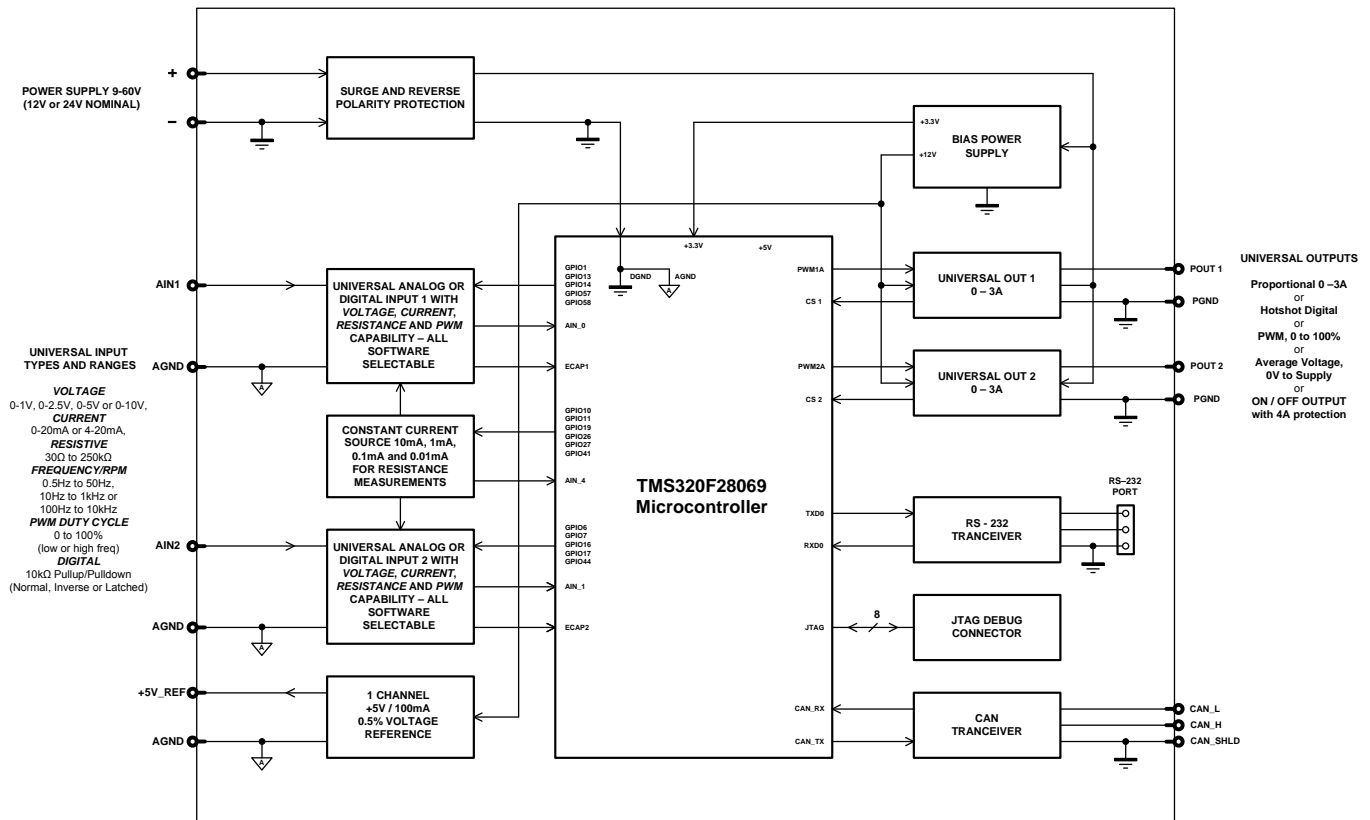 +
POWER SUPPLY 9-60V
(12V or 24V NOMINAL)
–
SURGE AND REVERSE
POLARITY PROTECTION
+3.3V
+12V
BIAS POWER
SUPPLY
AIN1
AGND
UNIVERSAL INPUT
TYPES AND RANGES
VOLTAGE
0-1V, 0-2.5V, 0-5V or 0-10V,
CURRENT
0-20mA or 4-20mA,
RESISTIVE
30Ω to 250kΩ
FREQUENCY/RPM
0.5Hz to 50Hz,
10Hz to 1kHz or
100Hz to 10kHz
PWM DUTY CYCLE
0 to 100%
(low or high freq)
DIGITAL
10kΩ Pullup/Pulldown
(Normal, Inverse or Latched)
AIN2
AGND
+5V_REF
AGND
UNIVERSAL ANALOG OR
DIGITAL INPUT 1 WITH
VOLTAGE, CURRENT,
RESISTANCE AND PWM
CAPABILITY – ALL
SOFTWARE
SELECTABLE
A
CONSTANT CURRENT
SOURCE 10mA, 1mA,
0.1mA and 0.01mA
FOR RESISTANCE
MEASUREMENTS
UNIVERSAL ANALOG OR
DIGITAL INPUT 2 WITH
VOLTAGE, CURRENT,
RESISTANCE AND PWM
CAPABILITY – ALL
SOFTWARE
SELECTABLE
A
1 CHANNEL
+5V / 100mA
0.5% VOLTAGE
REFERENCE
A
+3.3V
+5V
DGND
AGND
A
GPIO1
GPIO13
GPIO14
GPIO57
GPIO58
AIN_0
ECAP1
GPIO10
GPIO11
GPIO19
GPIO26
GPIO27
GPIO41
AIN_4
GPIO6
GPIO7
GPIO16
GPIO17
GPIO44
AIN_1
ECAP2
TMS320F28069
Microcontroller
PWM1A
CS 1
PWM2A
CS 2
TXD0
RXD0
JTAG
8
CAN_RX
CAN_TX
UNIVERSAL OUT 1
0 – 3A
UNIVERSAL OUT 2
0 – 3A
RS - 232
TRANCEIVER
RS–232
PORT
JTAG DEBUG
CONNECTOR
CAN
TRANCEIVER
POUT 1
PGND
POUT 2
PGND
CAN_L
CAN_H
CAN_SHLD
UNIVERSAL OUTPUTS
Proportional 0 –3A
or
Hotshot Digital
or
PWM, 0 to 100%
or
Average Voltage,
0V to Supply
or
ON / OFF OUTPUT
with 4A protection